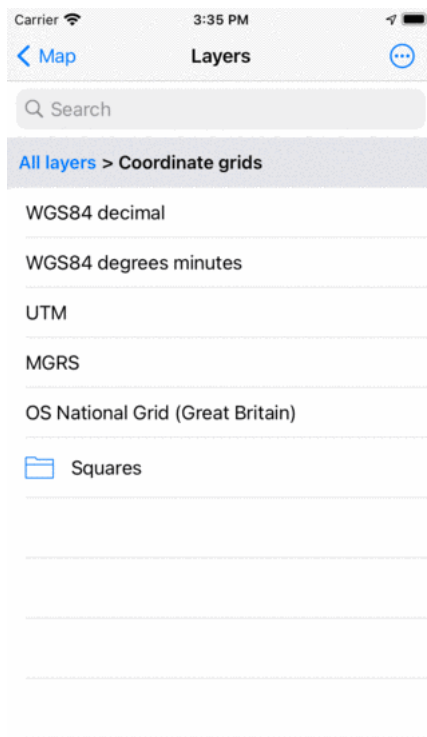 Carrier 3:35 PM
Map Layers
Search
All layers > Coordinate grids
WGS84 decimal
WGS84 degrees minutes
UTM
MGRS
OS National Grid (Great Britain)
Squares